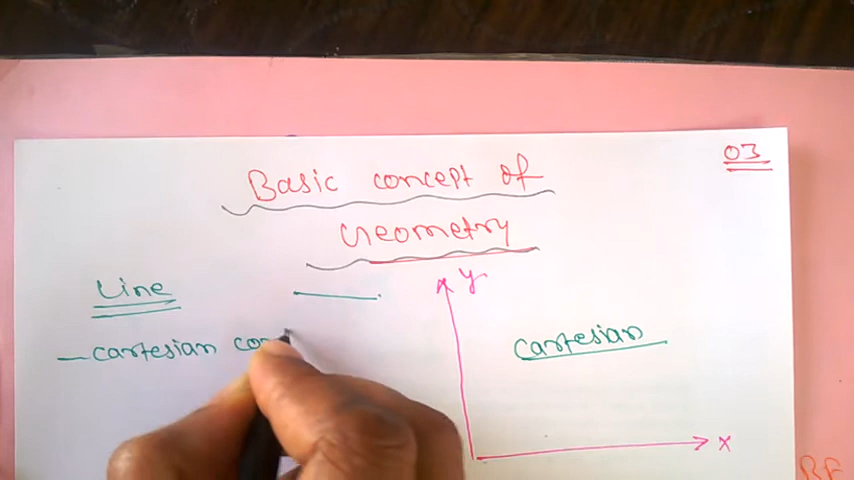 03
Basic concept of
Geometry
Line
Y
Cartesian
— Cartesian co
X